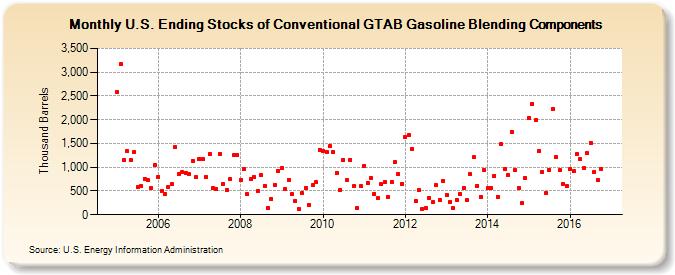 Monthly U.S. Ending Stocks of Conventional GTAB Gasoline Blending Components
Thousand Barrels
3,500
3,000
2,500
2,000
1,500
1,000
500
0
2006 2008 2010 2012 2014 2016
Source: U.S. Energy Information Administration